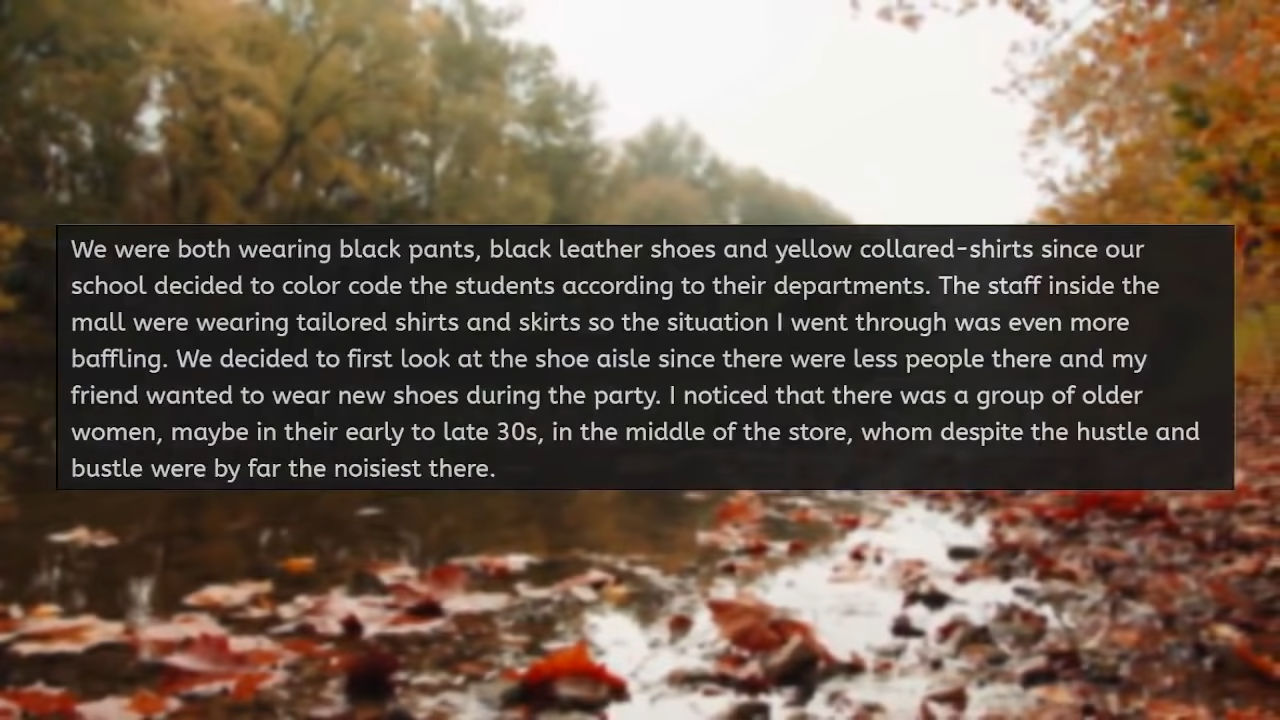 We were both wearing black pants, black leather shoes and yellow collared-shirts since our
school decided to color code the students according to their departments. The staff inside the
mall were wearing tailored shirts and skirts so the situation I went through was even more
baffling. We decided to first look at the shoe aisle since there were less people there and my
friend wanted to wear new shoes during the party. I noticed that there was a group of older
women, maybe in their early to late 30s, in the middle of the store, whom despite the hustle and
bustle were by far the noisiest there.